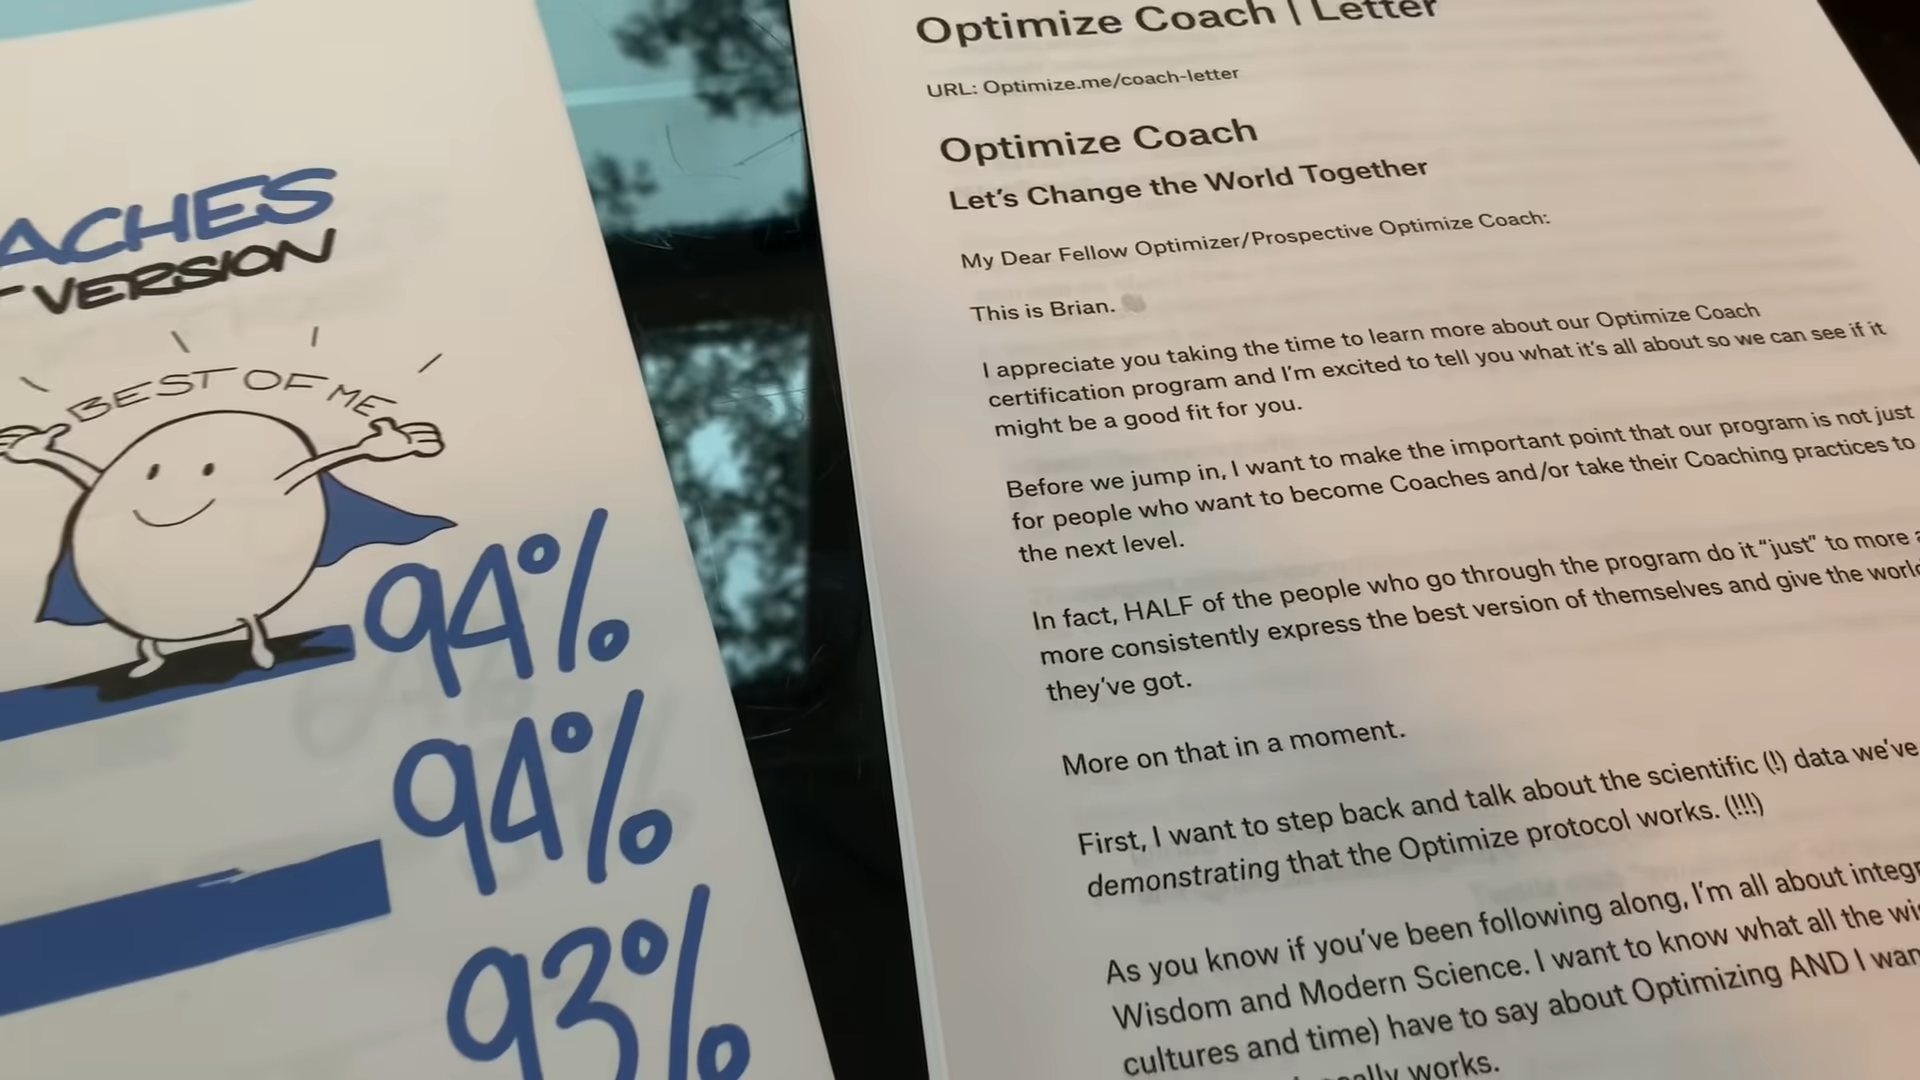 ACHES
VERSION
BEST OF ME
94%
94%
93%
Optimize Coach | Letter
URL: Optimize.me/coach-letter
Optimize Coach
Let's Change the World Together
My Dear Fellow Optimizer/Prospective Optimize Coach:
This is Brian.
I appreciate you taking the time to learn more about our Optimize Coach
certification program and I'm excited to tell you what it's all about so we can see if it
might be a good fit for you.
Before we jump in, I want to make the important point that our program is not just
for people who want to become Coaches and/or take their Coaching practices to
the next level.
In fact, HALF of the people who go through the program do it "just" to more
more consistently express the best version of themselves and give the world
they've got.
More on that in a moment.
First, I want to step back and talk about the scientific (!) data we've
demonstrating that the Optimize protocol works. (!!!)
As you know if you've been following along, I'm all about integr
Wisdom and Modern Science. I want to know what all the wi
cultures and time) have to say about Optimizing AND I wan
works.